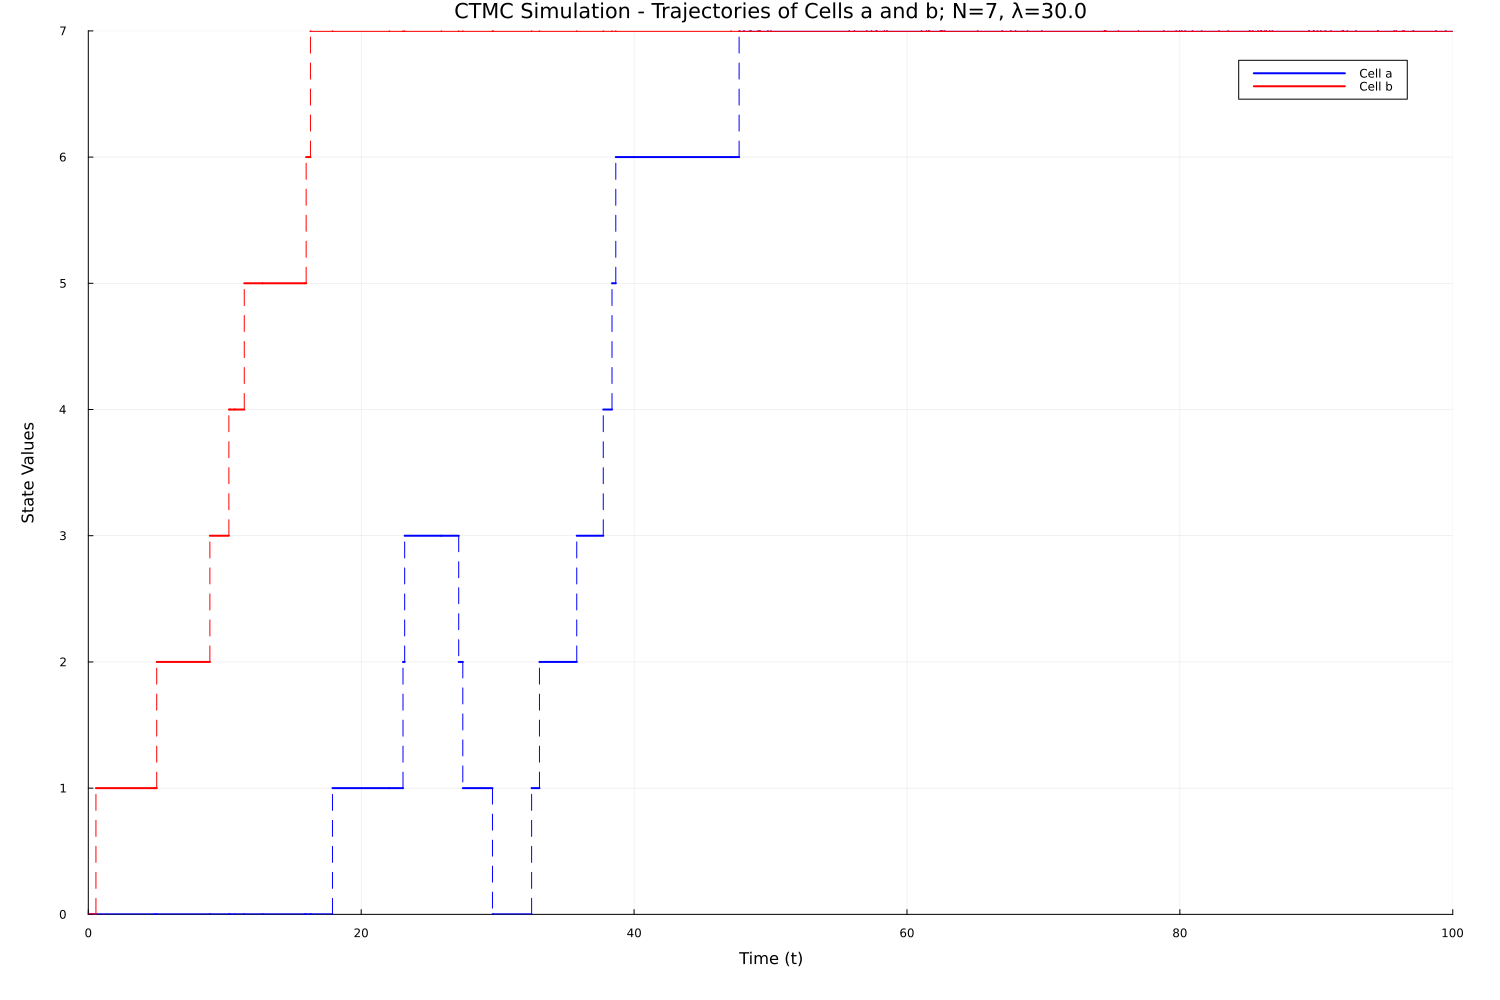 CTMC Simulation - Trajectories of Cells a and b; N=7, λ=30.0
7
6
5
4
3
2
1
0
State Values
Cell a
Cell b
0 20 40 60 80 100
Time (t)